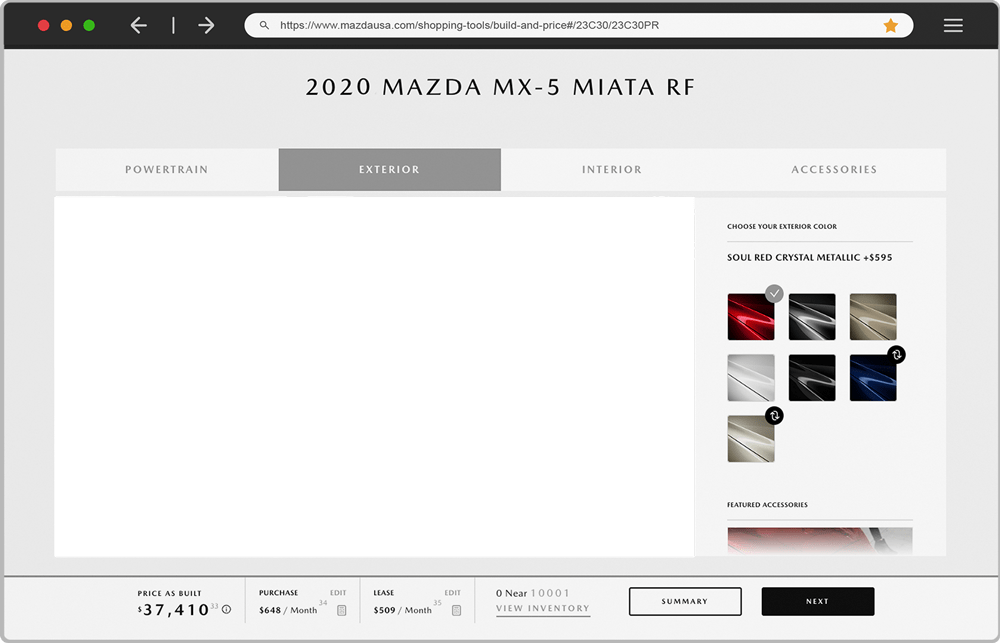 https://www.mazdausa.com/shopping-tools/build-and-price#/23C30/23C30PR
2020 MAZDA MX-5 MIATA RF
POWERTRAIN
EXTERIOR
INTERIOR
ACCESSORIES
CHOOSE YOUR EXTERIOR COLOR
SOUL RED CRYSTAL METALLIC +$595
FEATURED ACCESSORIES
PRICE AS BUILT
$37,410 33
PURCHASE EDIT
$648 / Month 34
LEASE EDIT
$509 / Month 35
0 Near 10001
VIEW INVENTORY
SUMMARY
NEXT